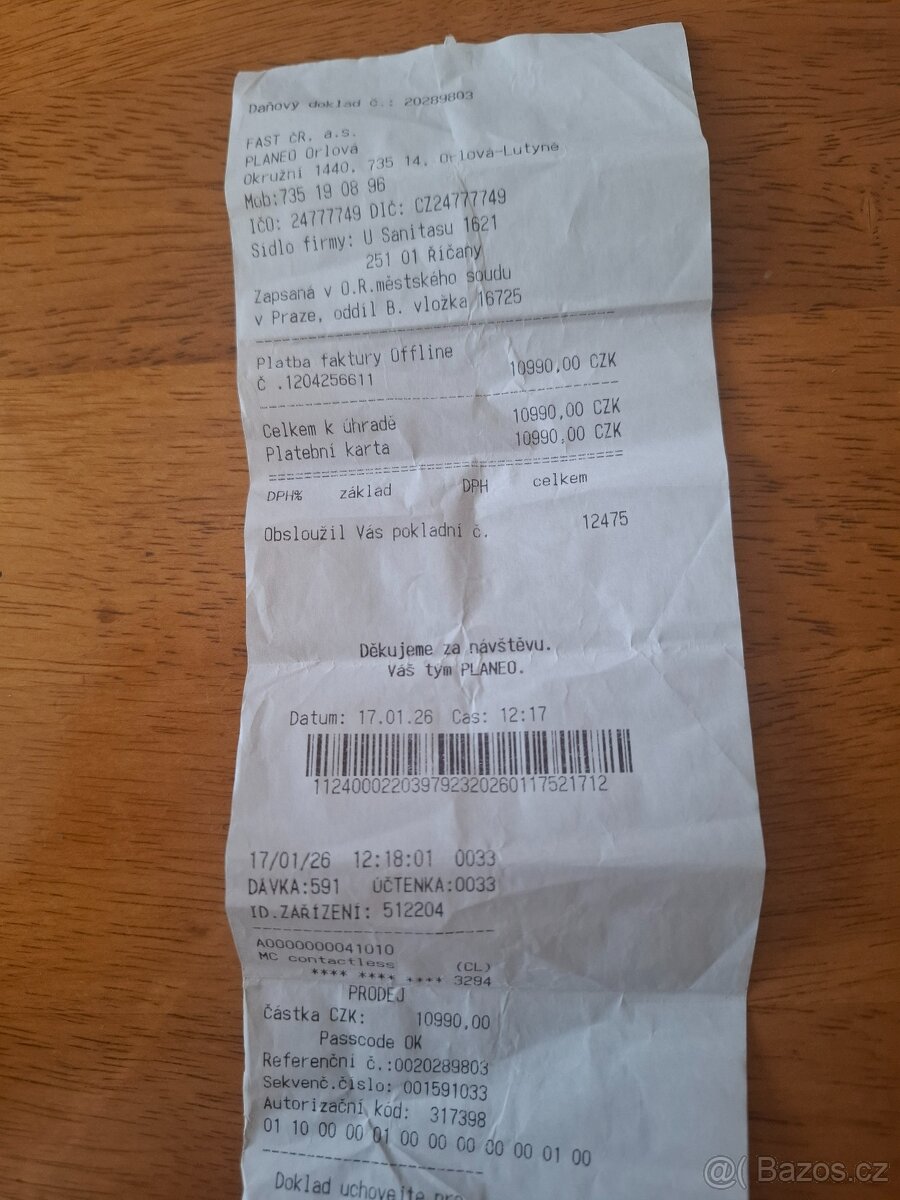 Daňový doklad č.: 20289803
FAST ČR, a.s.
PLANEO Orlová
Okružní 1440, 735 14, Orlová-Lutyně
Mob:735 19 08 96
IČO: 24777749 DIČ: CZ24777749
Sídlo firmy: U Sanitasu 1621
251 01 Říčany
Zapsaná v O.R.městského soudu
v Praze, oddíl B. vložka 16725
Platba faktury Offline
Č .1204256611 10990,00 CZK
Celkem k úhradě 10990,00 CZK
Platební karta 10990,00 CZK
DPH% základ DPH celkem
Obsloužil Vás pokladní č. 12475
Děkujeme za návštěvu.
Váš tým PLANEO.
Datum: 17.01.26 Čas: 12:17
1124000220397923202601175217​12
17/01/26 12:18:01 0033
DÁVKA:591 ÚČTENKA:0033
ID.ZAŘÍZENÍ: 512204
A0000000041010
MC contactless (CL)
**** **** **** 3294
PRODEJ
Částka CZK: 10990,00
Passcode OK
Referenční č.:0020289803
Sekvenč.číslo: 001591033
Autorizační kód: 317398
01 10 00 00 01 00 00 00 00 00 01 00
Doklad uchovejte pro
@( Bazos.cz